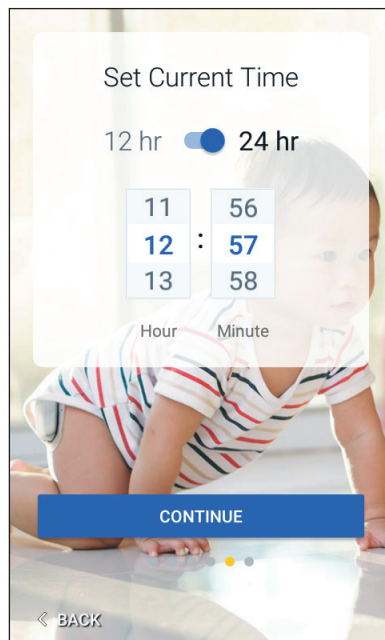 Set Current Time
12 hr 24 hr
11 56
12 : 57
13 58
Hour Minute
CONTINUE
BACK